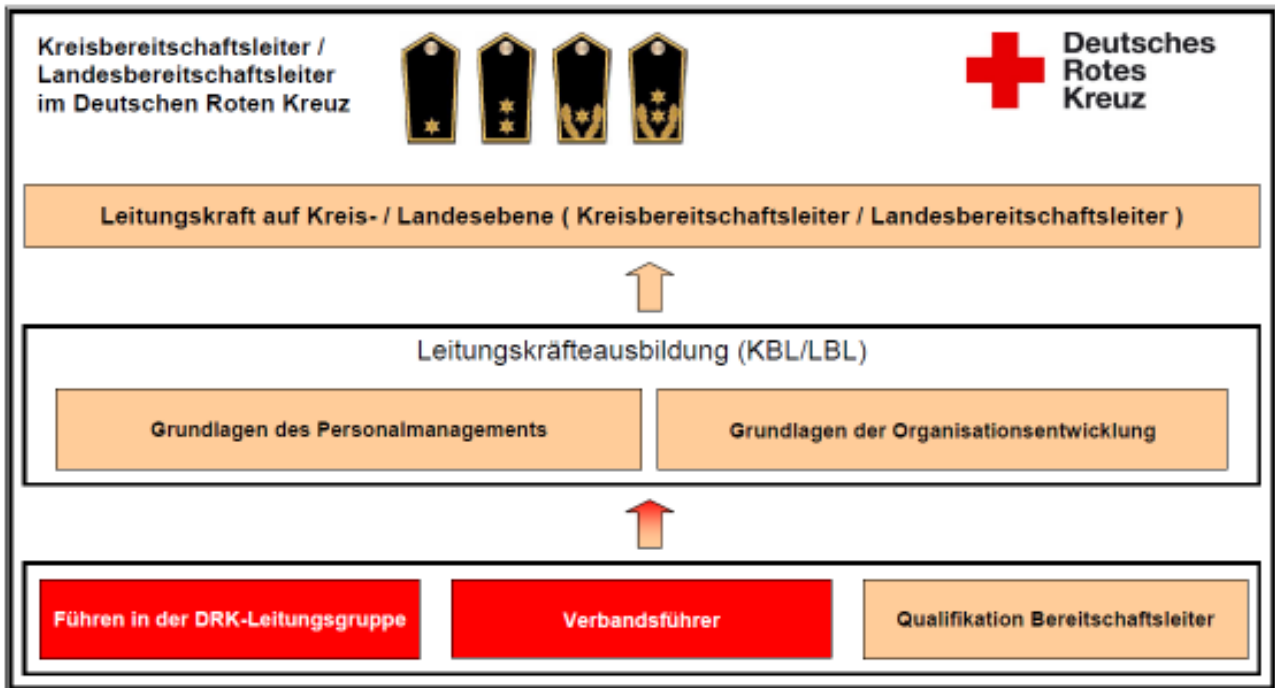 Kreisbereitschaftsleiter /
Landesbereitschaftsleiter
im Deutschen Roten Kreuz
Deutsches
Rotes
Kreuz
Leitungskraft auf Kreis- / Landesebene ( Kreisbereitschaftsleiter / Landesbereitschaftsleiter )
Leitungskräfteausbildung (KBL/LBL)
Grundlagen des Personalmanagements
Grundlagen der Organisationsentwicklung
Führen in der DRK-Leitungsgruppe
Verbandsführer
Qualifikation Bereitschaftsleiter